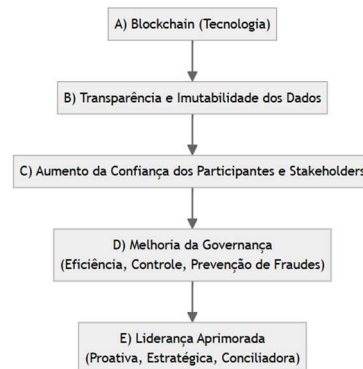 A) Blockchain (Tecnologia)
B) Transparência e Imutabilidade dos Dados
C) Aumento da Confiança dos Participantes e Stakeholders
D) Melhoria da Governança
(Eficiência, Controle, Prevenção de Fraudes)
E) Liderança Aprimorada
(Proativa, Estratégica, Conciliadora)